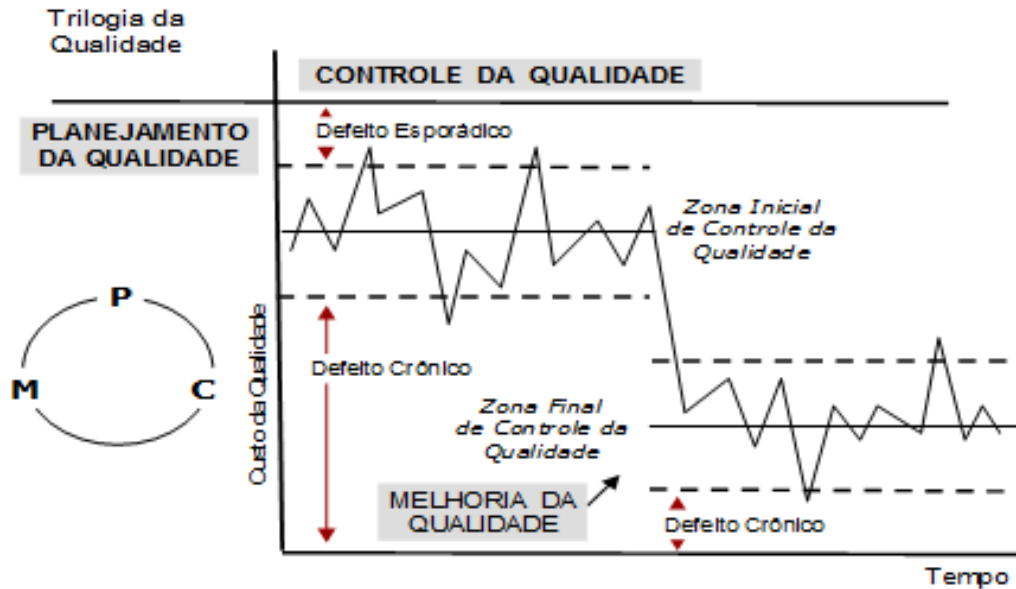 Trilogia da
Qualidade
CONTROLE DA QUALIDADE
PLANEJAMENTO
DA QUALIDADE
Defeito Esporádico
Zona Inicial
de Controle da
Qualidade
P
M
C
Custo da Qualidade
Defeito Crônico
Zona Final
de Controle da
Qualidade
MELHORIA DA
QUALIDADE
Defeito Crônico
Tempo